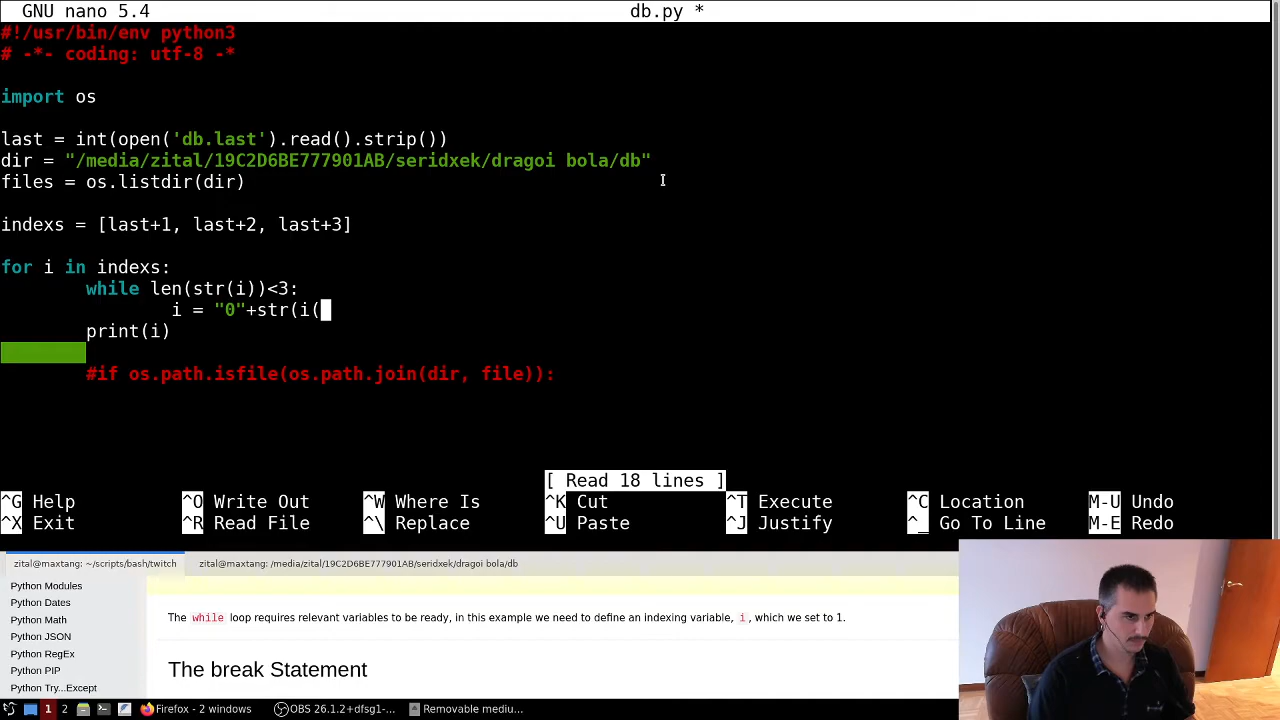 GNU nano 5.4 db.py *
#!/usr/bin/env python3
# -*- coding: utf-8 -*
import os
last = int(open('db.last').read().strip())
dir = "/media/zital/19C2D6BE777901AB/seridxek/dragoi bola/db"
files = os.listdir(dir)
indexs = [last+1, last+2, last+3]
for i in indexs:
while len(str(i))<3:
i = "0"+str(i(
print(i)
#if os.path.isfile(os.path.join(dir, file)):
[ Read 18 lines ]
^G Help ^O Write Out ^W Where Is ^K Cut ^T Execute ^C Location M-U Undo
^X Exit ^R Read File ^\ Replace ^U Paste ^J Justify ^_ Go To Line M-E Redo
zital@maxtang: ~/scripts/bash/twitch zital@maxtang: /media/zital/19C2D6BE777901AB/seridxek/dragoi bola/db
Python Modules
Python Dates
Python Math
Python JSON
Python RegEx
Python PIP
Python Try...Except
The while loop requires relevant variables to be ready, in this example we need to define an indexing variable, i, which we set to 1.
The break Statement
1 2 Firefox - 2 windows OBS 26.1.2+dfsg1-... Removable mediu...